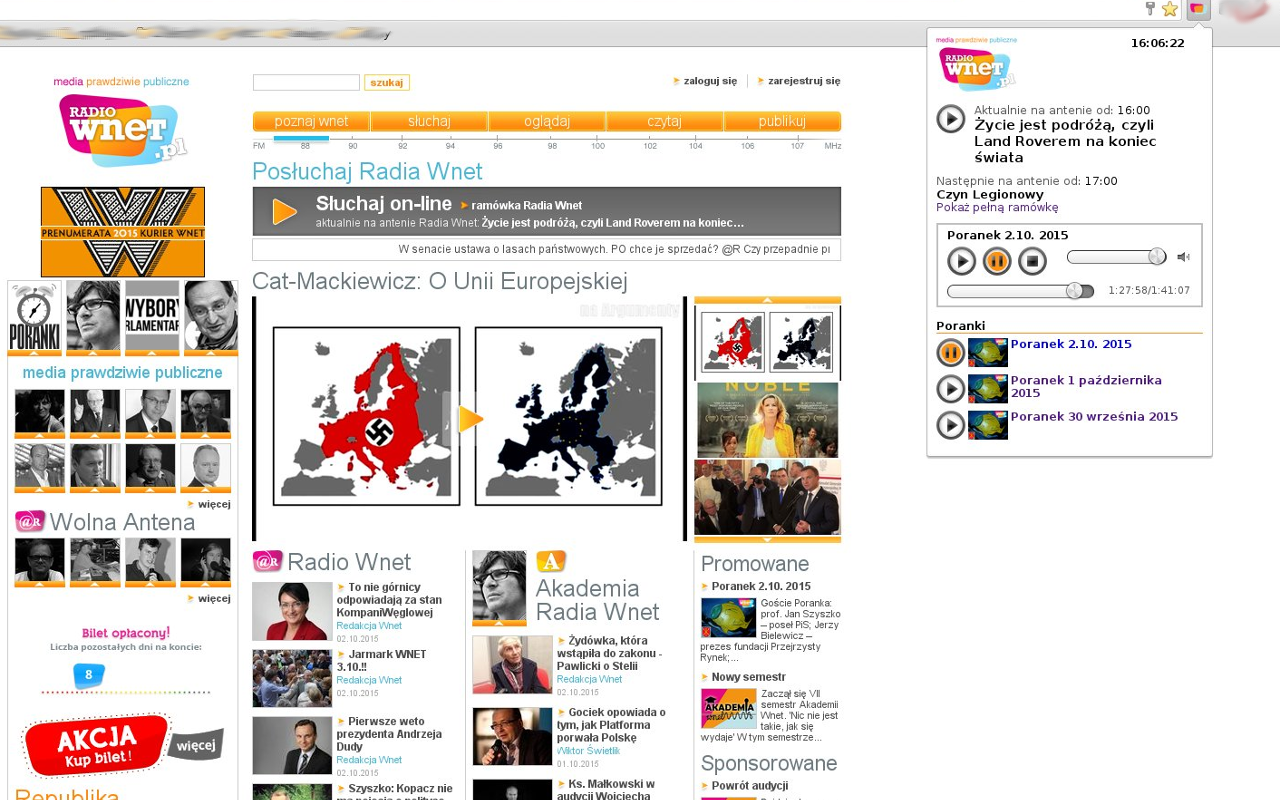 media prawdziwie publiczne
RADIO
wnet
.pl
szukaj
zaloguj się
zarejestruj się
poznaj wnet
słuchaj
oglądaj
czytaj
publikuj
FM 88 90 92 94 96 98 100 102 104 106 107 MHz
Posłuchaj Radia Wnet
Słuchaj on-line
ramówka Radia Wnet
aktualnie na antenie Radia Wnet: Życie jest podróżą, czyli Land Roverem na koniec...
W senacie ustawa o lasach państwowych. PO chce je sprzedać? @R Czy przepadnie
PRENUMERATA 2015 KURIER WNET
Cat-Mackiewicz: O Unii Europejskiej
na Argumenty
NOBLE
PORANKI
WYBORY
media prawdziwie publiczne
więcej
@R Wolna Antena
więcej
Bilet opłacony!
Liczba pozostałych dni na koncie:
8
AKCJA
Kup bilet!
więcej
Republika
@R Radio Wnet
To nie górnicy
odpowiadają za stan
KompaniWęglowej
Redakcja Wnet
02.10.2015
Jarmark WNET
3.10.!!
Redakcja Wnet
02.10.2015
Pierwsze weto
prezydenta Andrzeja
Dudy
Redakcja Wnet
02.10.2015
Szyszko: Kopacz nie
ma pojęcia o polityce
A
Akademia
Radia Wnet
Żydówka, która
wstąpiła do zakonu -
Pawlicki o Stelii
Redakcja Wnet
02.10.2015
Gociek opowiada o
tym, jak Platforma
porwała Polskę
Wiktor Świetlik
01.10.2015
Ks. Małkowski w
audycji Wojciecha
Promowane
Poranek 2.10. 2015
Goście Poranka:
prof. Jan Szyszko
– poseł PiS; Jerzy
Bielewicz –
prezes fundacji Przejrzysty
Rynek;...
Nowy semestr
AKADEMIA
wnet
Zaczął się VII
semestr Akademii
Wnet. 'Nic nie jest
takie, jak się
wydaje' W tym semestrze...
Sponsorowane
Powrót audycji
media prawdziwie publiczne
16:06:22
RADIO
wnet
.pl
Aktualnie na antenie od: 16:00
Życie jest podróżą, czyli
Land Roverem na koniec
świata
Następnie na antenie od: 17:00
Czyn Legionowy
Pokaż pełną ramówkę
Poranek 2.10. 2015
1:27:58/1:41:07
Poranki
Poranek 2.10. 2015
Poranek 1 października
2015
Poranek 30 września 2015